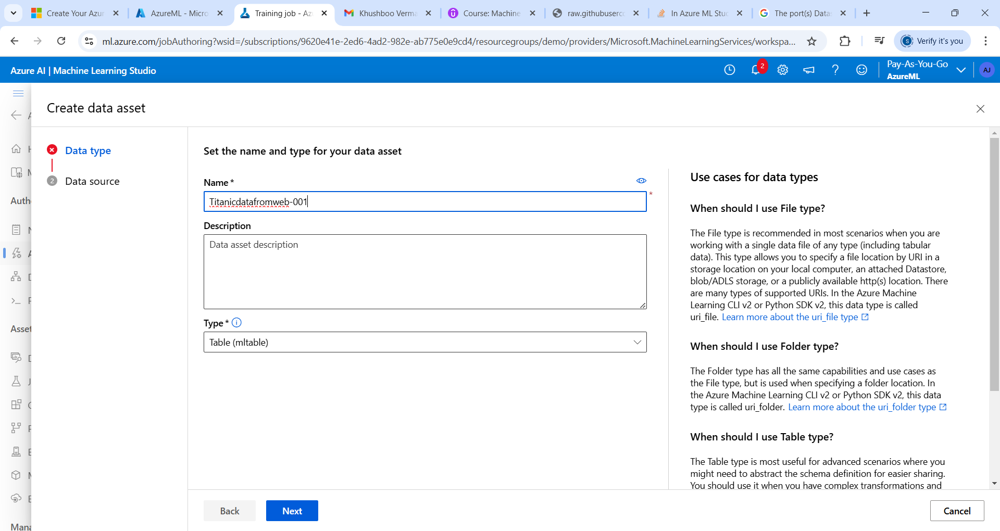 Create Your Azur
AzureML - Micro
Training job - Az
Khushboo Verma
Course: Machine
raw.githubuserco
In Azure ML Stud
The port(s) Data
ml.azure.com/jobAuthoring?wsid=/subscriptions/9620e41e-2ed6-4ad2-982e-ab775e0e9cd4/resourcegroups/demo/providers/Microsoft.MachineLearningServices/workspa...
S
Verify it's you
Azure AI | Machine Learning Studio
2
Pay-As-You-Go
AzureML
AJ
Create data asset
Data type
2
Data source
Set the name and type for your data asset
Name *
*
Titanicdatafromweb-001
Description
Data asset description
Type *
Table (mltable)
Use cases for data types
When should I use File type?
The File type is recommended in most scenarios when you are
working with a single data file of any type (including tabular
data). This type allows you to specify a file location by URI in a
storage location on your local computer, an attached Datastore,
blob/ADLS storage, or a publicly available http(s) location. There
are many types of supported URIs. In the Azure Machine
Learning CLI v2 or Python SDK v2, this data type is called
uri_file. Learn more about the uri_file type
When should I use Folder type?
The Folder type has all the same capabilities and use cases as
the File type, but is used when specifying a folder location. In
the Azure Machine Learning CLI v2 or Python SDK v2, this data
type is called uri_folder. Learn more about the uri_folder type
When should I use Table type?
The Table type is most useful for advanced scenarios where you
might need to abstract the schema definition for easier sharing.
You should use it when you have complex transformations and
Auth
Asset
Mana
Back
Next
Cancel